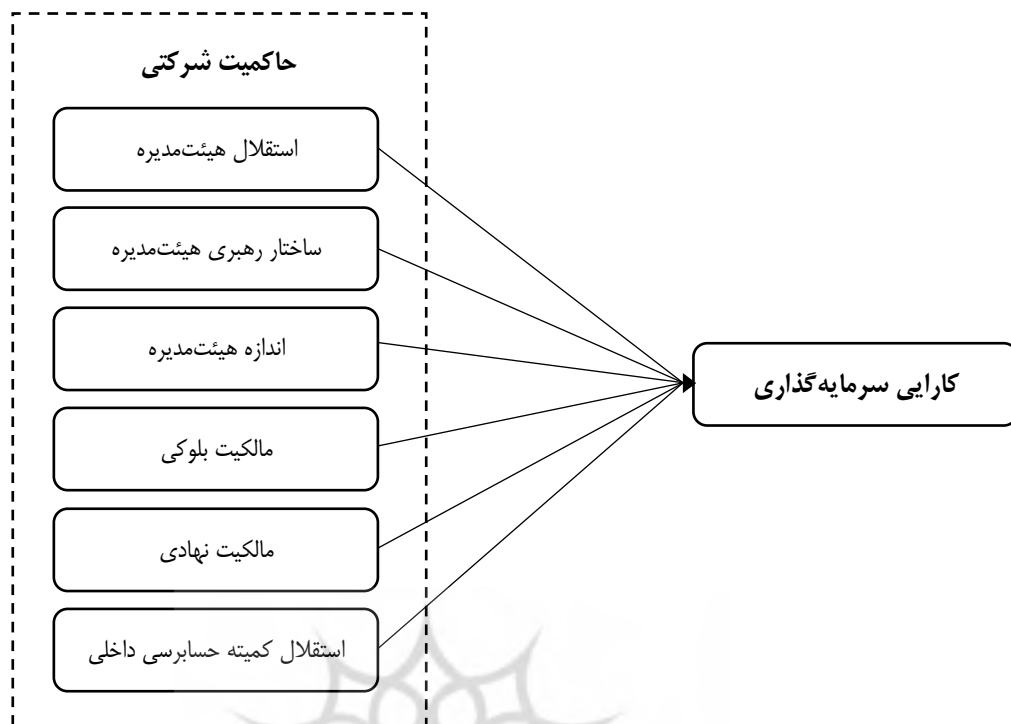 حاکمیت شرکتی
استقلال هیئت‌مدیره
ساختار رهبری هیئت‌مدیره
اندازه هیئت‌مدیره
مالکیت بلوکی
مالکیت نهادی
استقلال کمیته حسابرسی داخلی
کارایی سرمایه‌گذاری